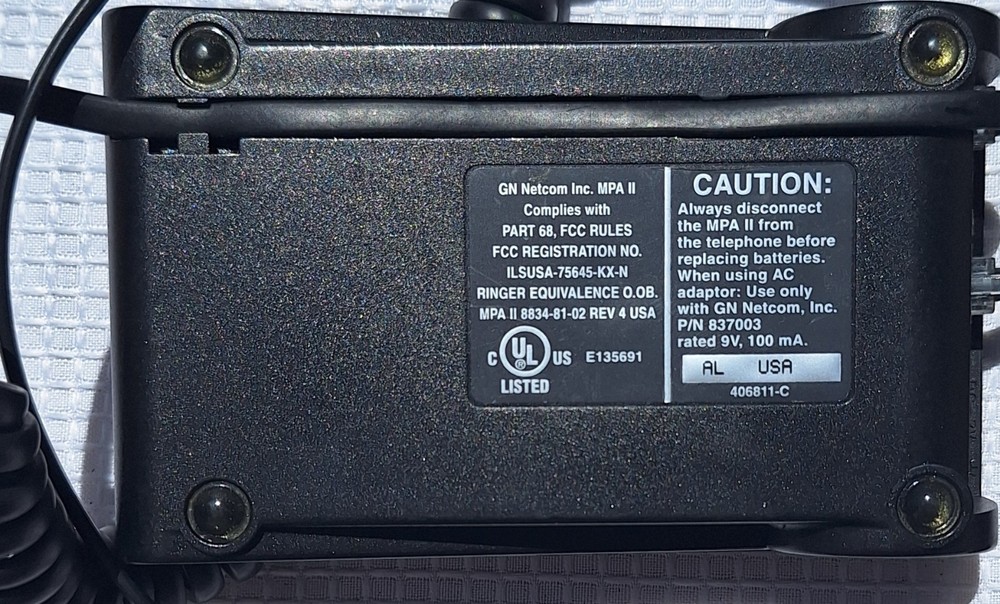 GN Netcom Inc. MPA II
Complies with
PART 68, FCC RULES
FCC REGISTRATION NO.
ILSUSA-75645-KX-N
RINGER EQUIVALENCE O.OB.
MPA II 8834-81-02 REV 4 USA
C UL ® US E135691
LISTED
CAUTION:
Always disconnect
the MPA II from
the telephone before
replacing batteries.
When using AC
adaptor: Use only
with GN Netcom, Inc.
P/N 837003
rated 9V, 100 mA.
AL USA
406811-C